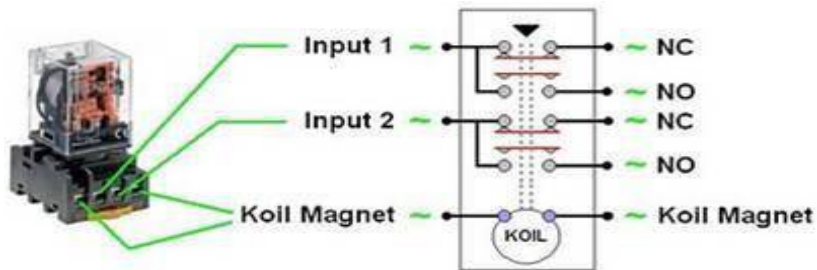 Input 1 ~ ~ NC
~ NO
Input 2 ~ ~ NC
~ NO
Koil Magnet ~ KOIL ~ Koil Magnet